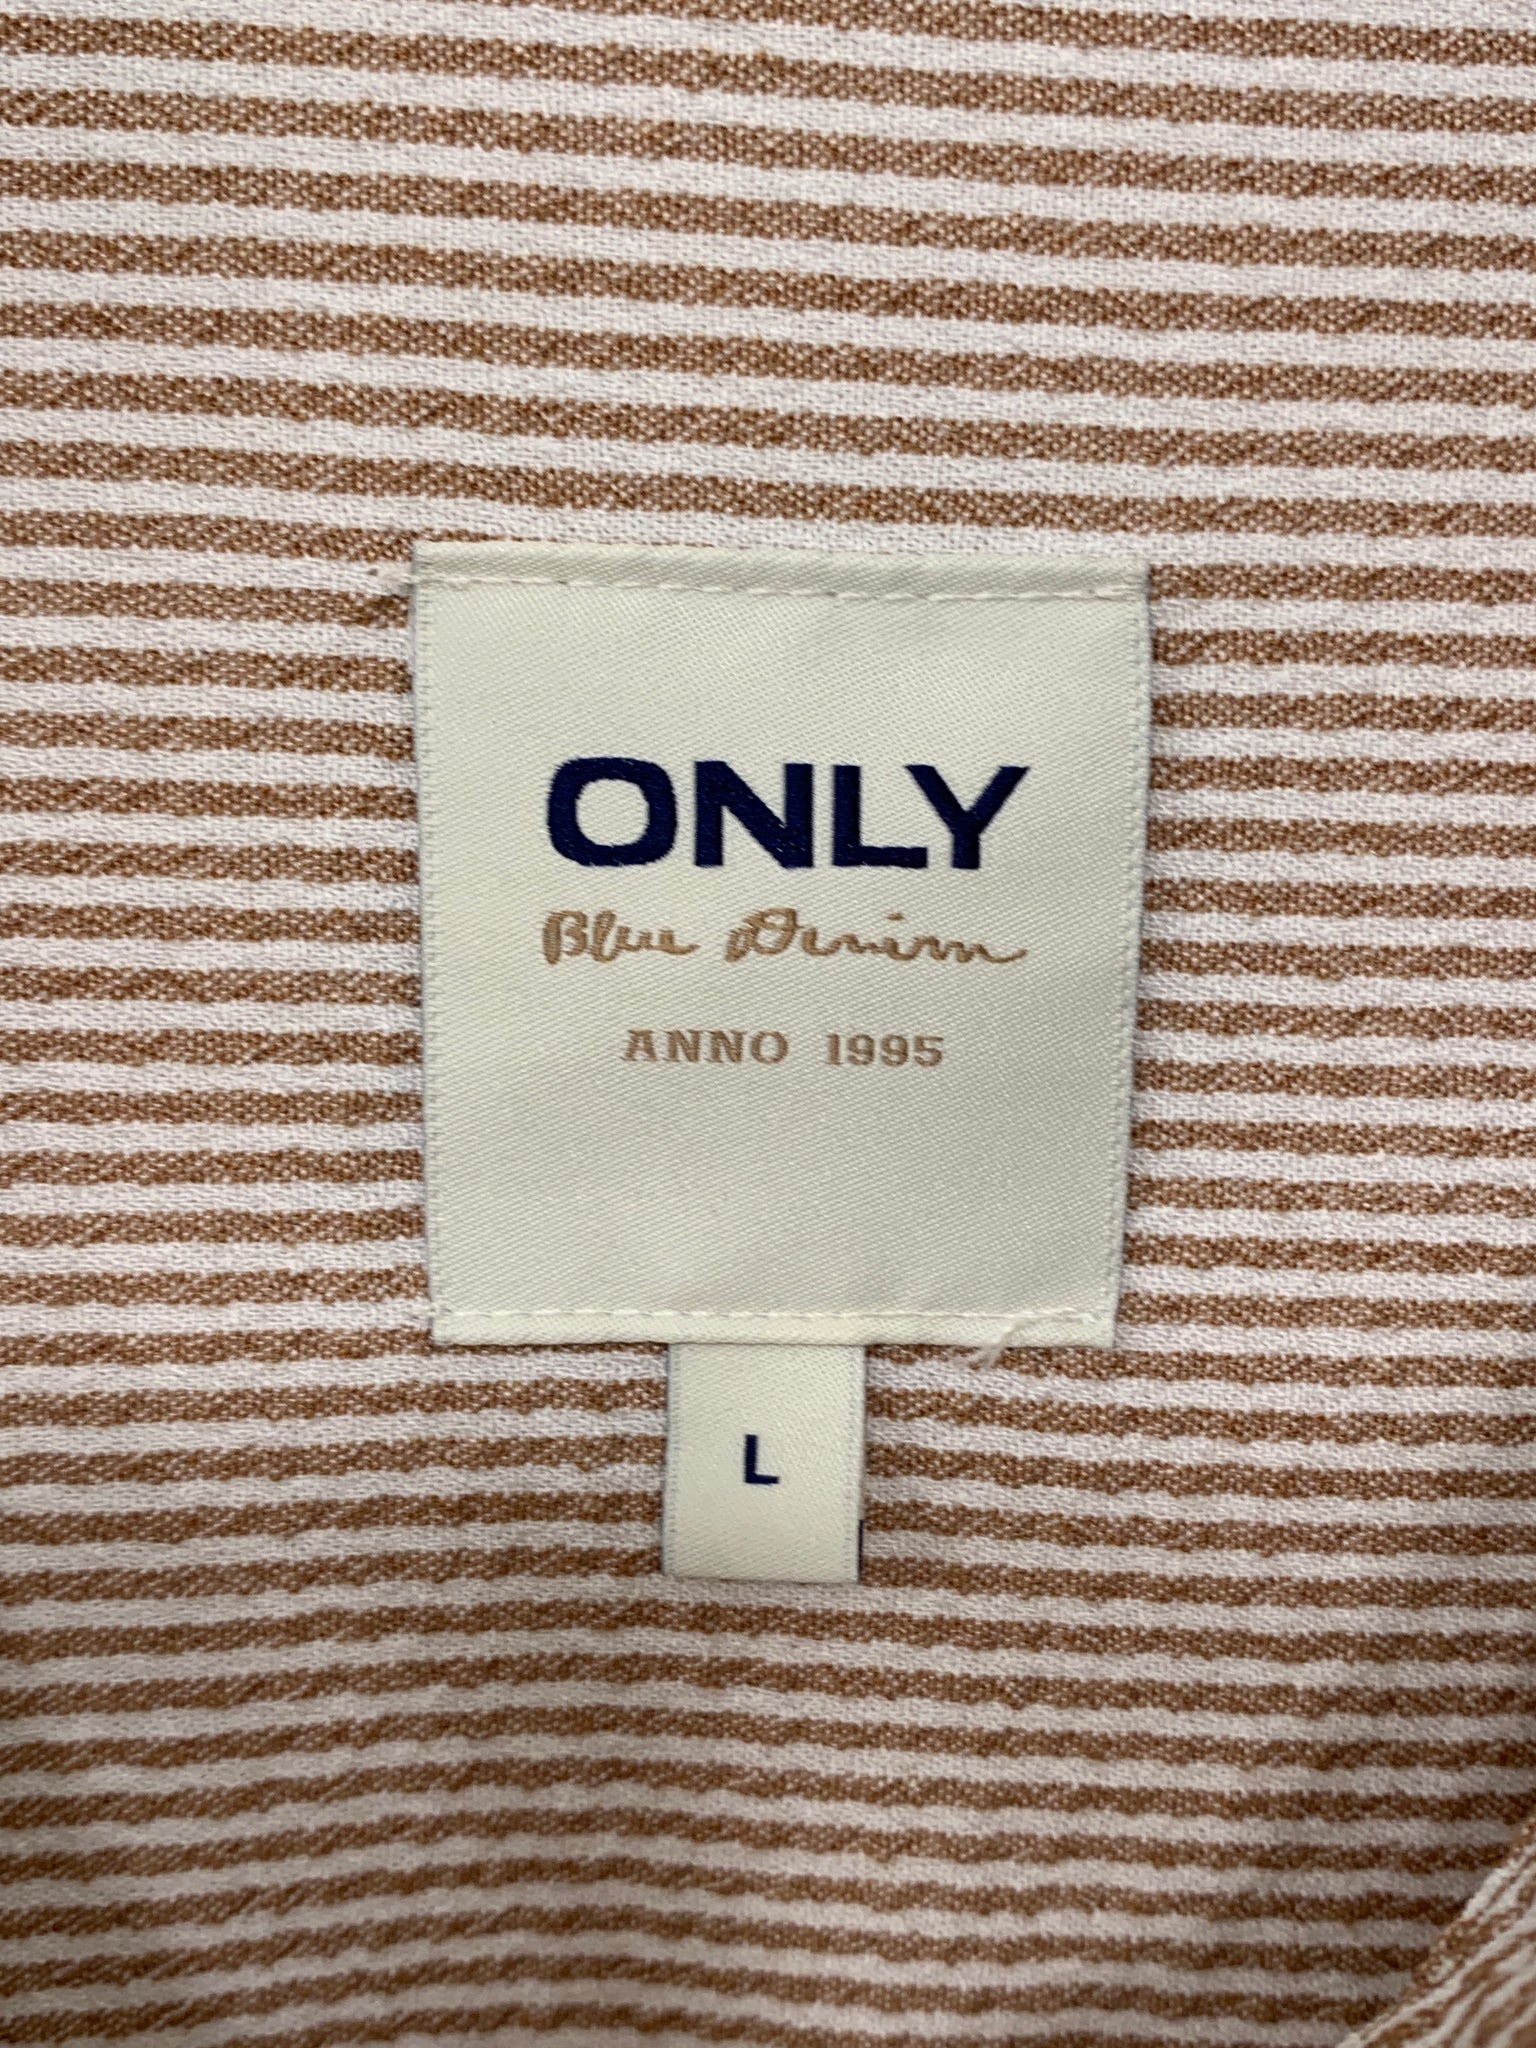 ONLY
Blue Denim
ANNO 1995
L